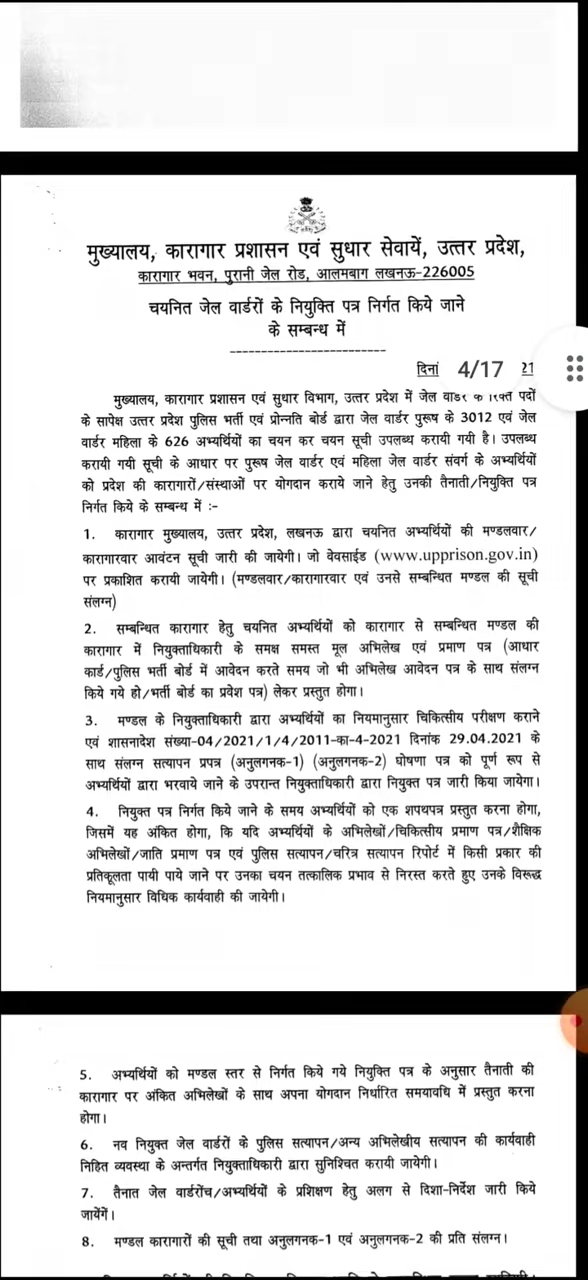 मुख्यालय, कारागार प्रशासन एवं सुधार सेवायें, उत्तर प्रदेश,
कारागार भवन, पुरानी जेल रोड, आलमबाग लखनऊ-226005
चयनित जेल वार्डरों के नियुक्ति पत्र निर्गत किये जाने
के सम्बन्ध में
-------------------------
दिनां 4/17 21
मुख्यालय, कारागार प्रशासन एवं सुधार विभाग, उत्तर प्रदेश में जेल वार्डर के रिक्त पदों
के सापेक्ष उत्तर प्रदेश पुलिस भर्ती एवं प्रोन्नति बोर्ड द्वारा जेल वार्डर पुरूष के 3012 एवं जेल
वार्डर महिला के 626 अभ्यर्थियों का चयन कर चयन सूची उपलब्ध करायी गयी है। उपलब्ध
करायी गयी सूची के आधार पर पुरूष जेल वार्डर एवं महिला जेल वार्डर संवर्ग के अभ्यर्थियों
को प्रदेश की कारागारों/संस्थाओं पर योगदान कराये जाने हेतु उनकी तैनाती/नियुक्ति पत्र
निर्गत किये के सम्बन्ध में :-
1. कारागार मुख्यालय, उत्तर प्रदेश, लखनऊ द्वारा चयनित अभ्यर्थियों की मण्डलवार/
कारागारवार आवंटन सूची जारी की जायेगी। जो वेवसाईड (www.upprison.gov.in)
पर प्रकाशित करायी जायेगी। (मण्डलवार/कारागारवार एवं उनसे सम्बन्धित मण्डल की सूची
संलग्न)
2. सम्बन्धित कारागार हेतु चयनित अभ्यर्थियों को कारागार से सम्बन्धित मण्डल की
कारागार में नियुक्ताधिकारी के समक्ष समस्त मूल अभिलेख एवं प्रमाण पत्र (आधार
कार्ड/पुलिस भर्ती बोर्ड में आवेदन करते समय जो भी अभिलेख आवेदन पत्र के साथ संलग्न
किये गये हो/भर्ती बोर्ड का प्रवेश पत्र) लेकर प्रस्तुत होगा।
3. मण्डल के नियुक्ताधिकारी द्वारा अभ्यर्थियों का नियमानुसार चिकित्सीय परीक्षण कराने
एवं शासनादेश संख्या-04/2021/1/4/2011-का-4-2021 दिनांक 29.04.2021 के
साथ संलग्न सत्यापन प्रपत्र (अनुलगनक-1) (अनुलगनक-2) घोषणा पत्र को पूर्ण रूप से
अभ्यर्थियों द्वारा भरवाये जाने के उपरान्त नियुक्ताधिकारी द्वारा नियुक्त पत्र जारी किया जायेगा।
4. नियुक्त पत्र निर्गत किये जाने के समय अभ्यर्थियों को एक शपथपत्र प्रस्तुत करना होगा,
जिसमें यह अंकित होगा, कि यदि अभ्यर्थियों के अभिलेखों/चिकित्सीय प्रमाण पत्र/शैक्षिक
अभिलेखों/जाति प्रमाण पत्र एवं पुलिस सत्यापन/चरित्र सत्यापन रिपोर्ट में किसी प्रकार की
प्रतिकूलता पायी पाये जाने पर उनका चयन तत्कालिक प्रभाव से निरस्त करते हुए उनके विरूद्ध
नियमानुसार विधिक कार्यवाही की जायेगी।
5. अभ्यर्थियों को मण्डल स्तर से निर्गत किये गये नियुक्ति पत्र के अनुसार तैनाती की
कारागार पर अंकित अभिलेखों के साथ अपना योगदान निर्धारित समयावधि में प्रस्तुत करना
होगा।
6. नव नियुक्त जेल वार्डरों के पुलिस सत्यापन/अन्य अभिलेखीय सत्यापन की कार्यवाही
निहित व्यवस्था के अन्तर्गत नियुक्ताधिकारी द्वारा सुनिश्चित करायी जायेगी।
7. तैनात जेल वार्डरोंच/अभ्यर्थियों के प्रशिक्षण हेतु अलग से दिशा-निर्देश जारी किये
जायेंगें।
8. मण्डल कारागारों की सूची तथा अनुलगनक-1 एवं अनुलगनक-2 की प्रति संलग्न।